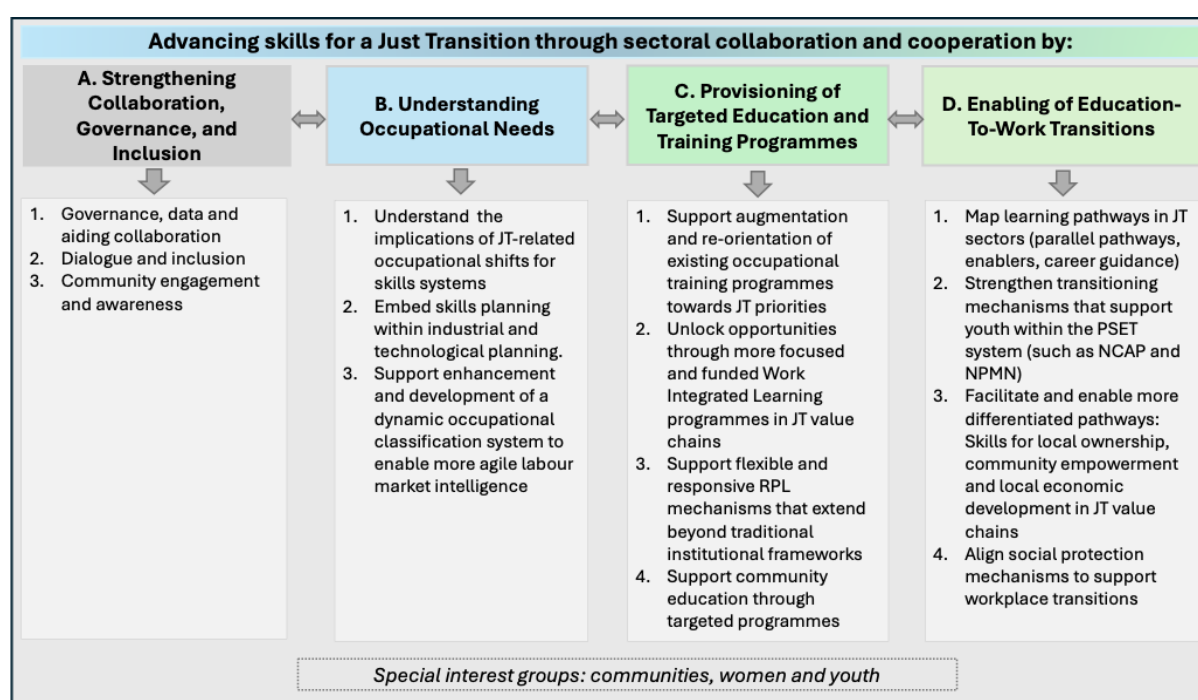 Advancing skills for a Just Transition through sectoral collaboration and cooperation by:
A. Strengthening
Collaboration,
Governance, and
Inclusion
B. Understanding
Occupational Needs
C. Provisioning of
Targeted Education and
Training Programmes
D. Enabling of Education-
To-Work Transitions
1. Governance, data and
aiding collaboration
2. Dialogue and inclusion
3. Community engagement
and awareness
1. Understand the
implications of JT-related
occupational shifts for
skills systems
2. Embed skills planning
within industrial and
technological planning.
3. Support enhancement
and development of a
dynamic occupational
classification system to
enable more agile labour
market intelligence
1. Support augmentation
and re-orientation of
existing occupational
training programmes
towards JT priorities
2. Unlock opportunities
through more focused
and funded Work
Integrated Learning
programmes in JT value
chains
3. Support flexible and
responsive RPL
mechanisms that extend
beyond traditional
institutional frameworks
4. Support community
education through
targeted programmes
1. Map learning pathways in JT
sectors (parallel pathways,
enablers, career guidance)
2. Strengthen transitioning
mechanisms that support
youth within the PSET
system (such as NCAP and
NPMN)
3. Facilitate and enable more
differentiated pathways:
Skills for local ownership,
community empowerment
and local economic
development in JT value
chains
4. Align social protection
mechanisms to support
workplace transitions
Special interest groups: communities, women and youth